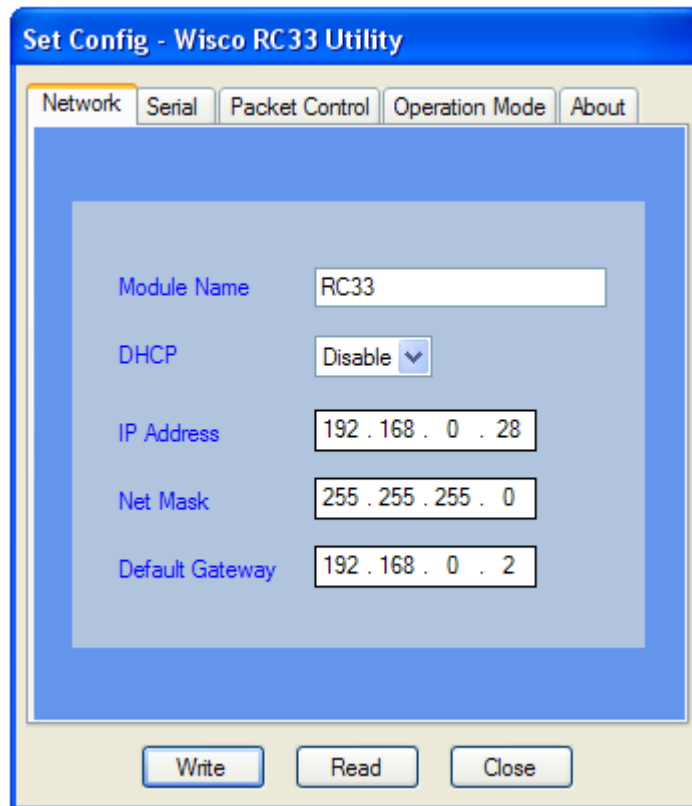 Set Config - Wisco RC33 Utility
Network Serial Packet Control Operation Mode About
Module Name RC33
DHCP Disable
IP Address 192 . 168 . 0 . 28
Net Mask 255 . 255 . 255 . 0
Default Gateway 192 . 168 . 0 . 2
Write Read Close